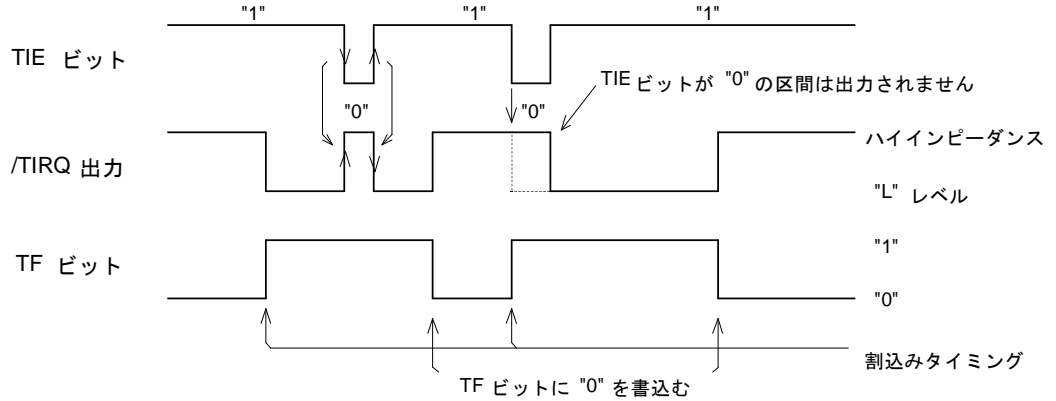 "1" "1" "1"
TIE ビット
TIE ビットが "0" の区間は出力されません
"0" "0"
ハイインピーダンス
/TIRQ 出力
"L" レベル
"1"
TF ビット
"0"
割込みタイミング
TF ビットに "0" を書込む